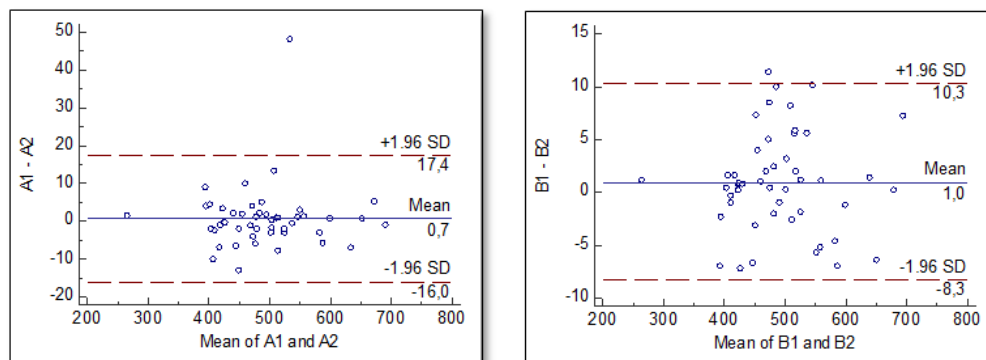 A1 - A2
50
40
30
20
10
0
-10
-20
+1.96 SD
17,4
Mean
0,7
-1.96 SD
-16,0
200 300 400 500 600 700 800
Mean of A1 and A2
B1 - B2
15
10
5
0
-5
-10
+1.96 SD
10,3
Mean
1,0
-1.96 SD
-8,3
200 300 400 500 600 700 800
Mean of B1 and B2